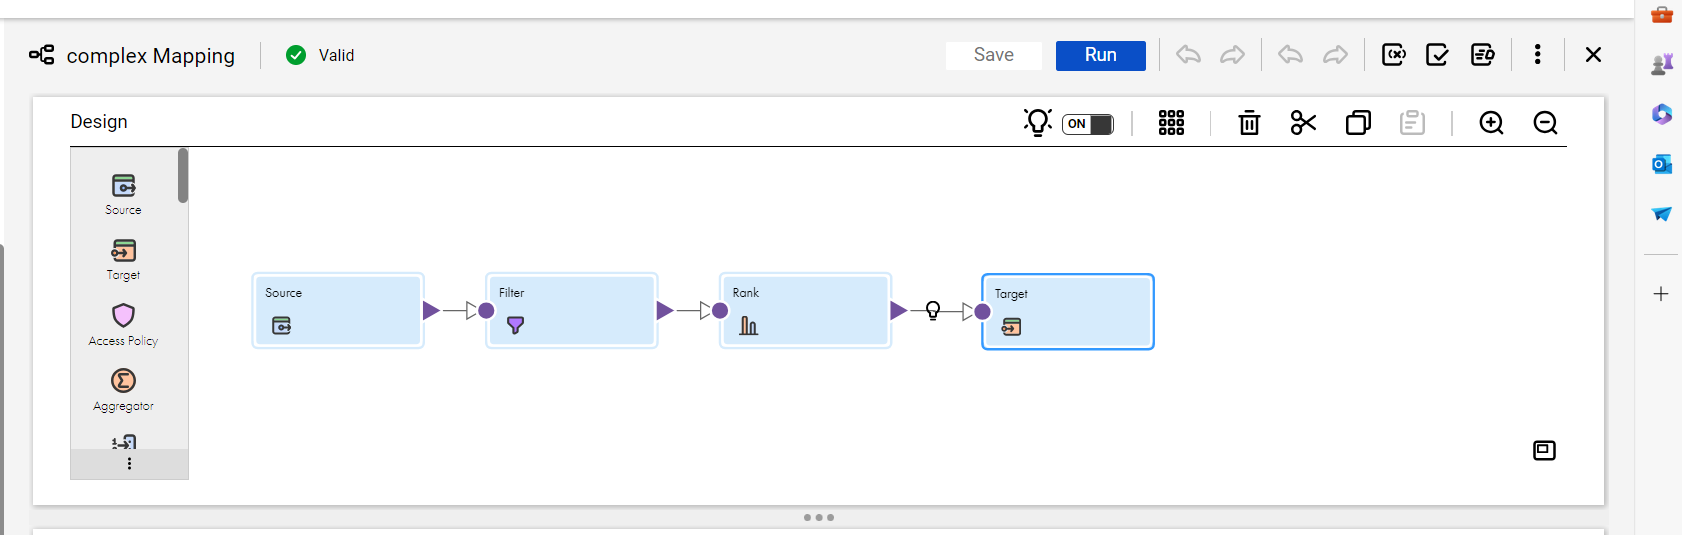 complex Mapping
Valid
Save
Run
Design
ON
Source
Target
Access Policy
Aggregator
Source
Filter
Rank
Target